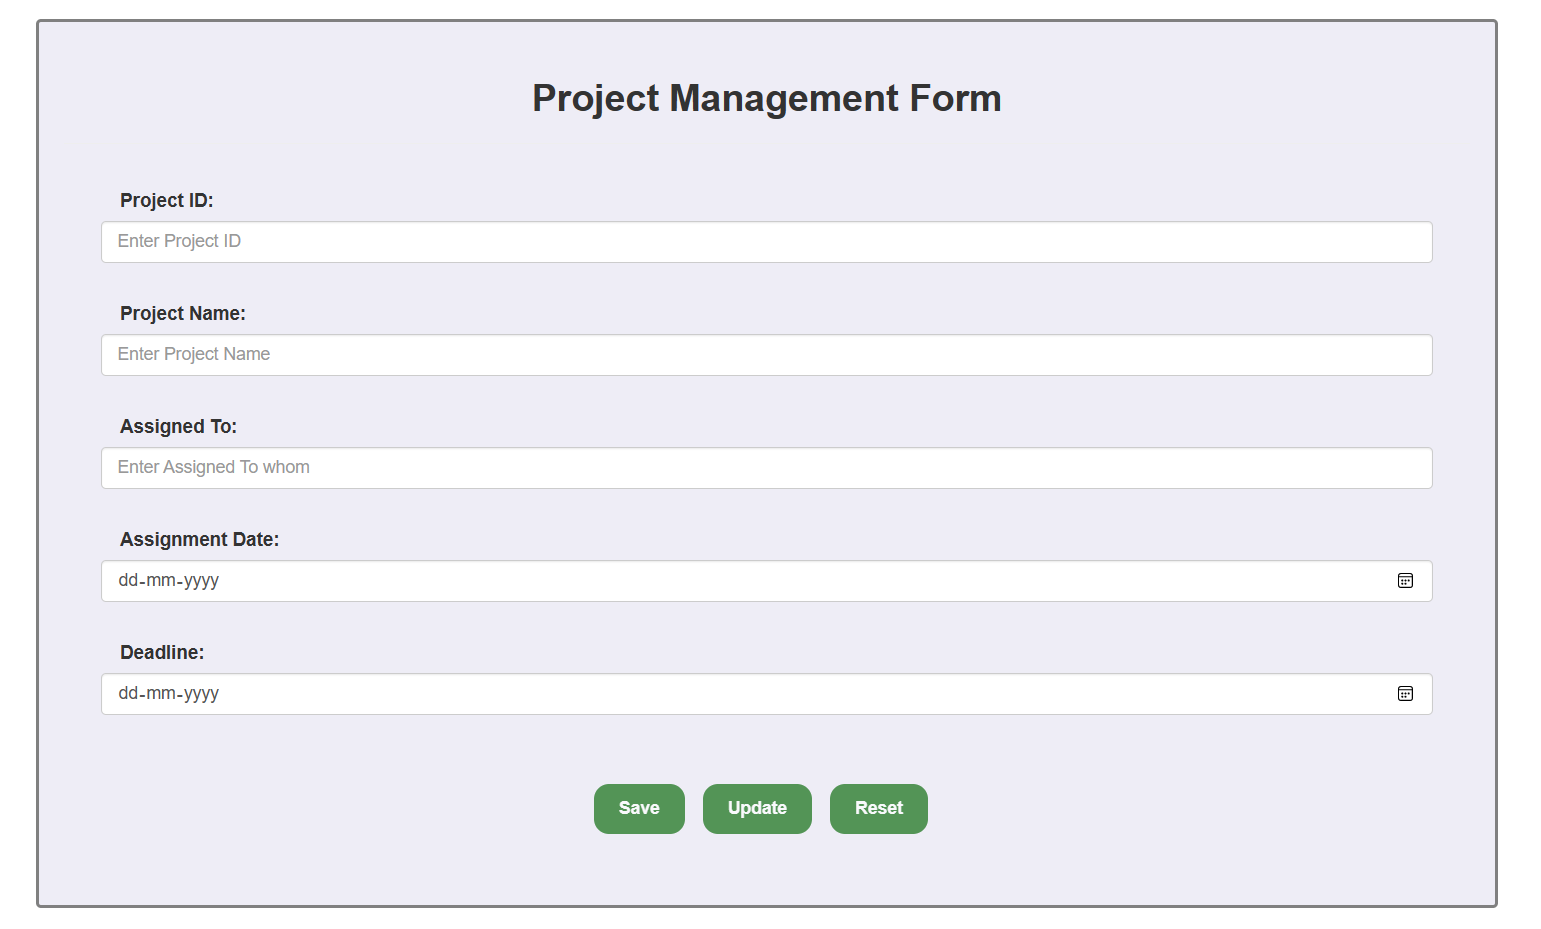 Project Management Form
Project ID:
Enter Project ID
Project Name:
Enter Project Name
Assigned To:
Enter Assigned To whom
Assignment Date:
dd-mm-yyyy
Deadline:
dd-mm-yyyy
Save Update Reset